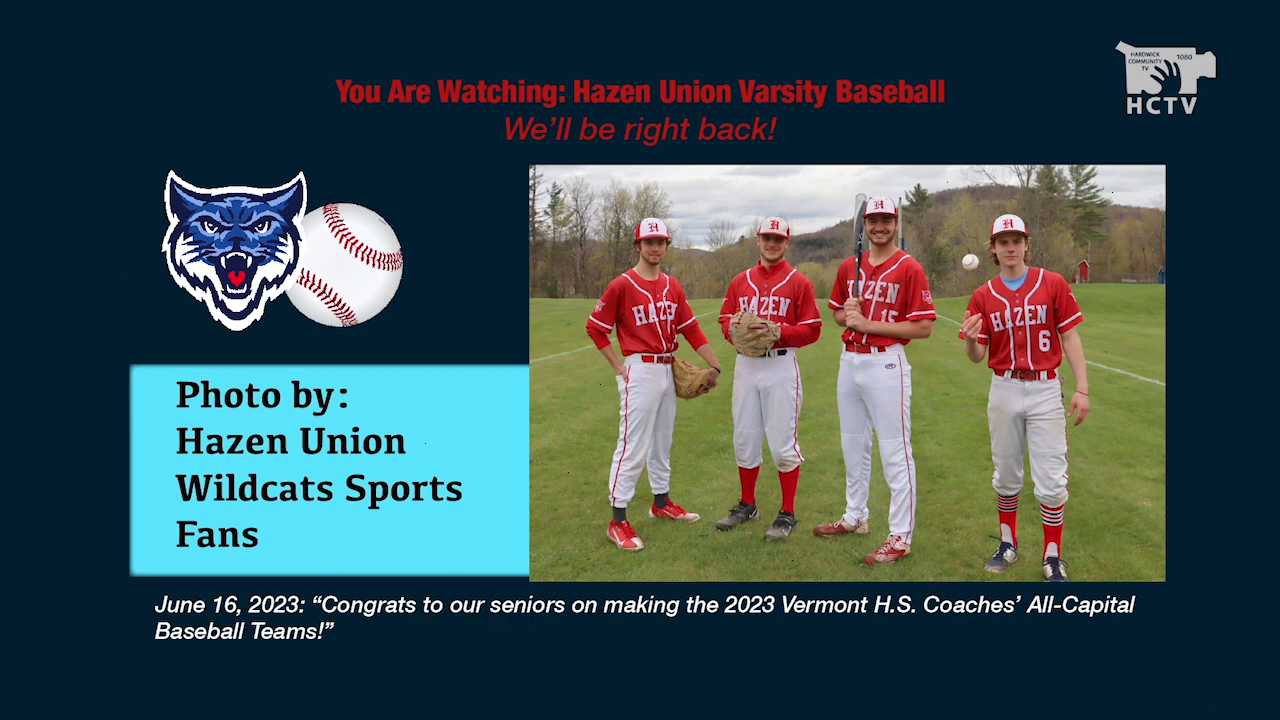 HARDWICK
COMMUNITY
TV
1080
HCTV
You Are Watching: Hazen Union Varsity Baseball
We'll be right back!
H
H
H
H
HAZEN
HAZEN
HAZEN
15
HAZEN
6
Photo by:
Hazen Union
Wildcats Sports
Fans
June 16, 2023: “Congrats to our seniors on making the 2023 Vermont H.S. Coaches’ All-Capital
Baseball Teams!”